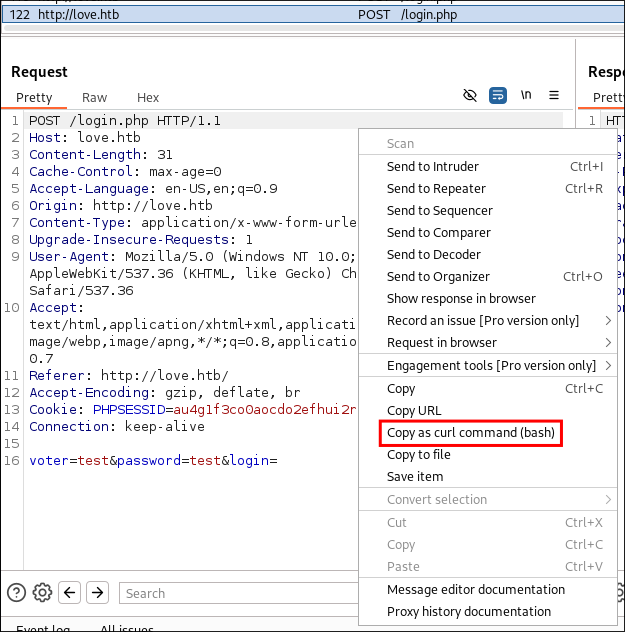 122 http://love.htb POST /login.php
Request
Pretty Raw Hex \n
1 POST /login.php HTTP/1.1
2 Host: love.htb
3 Content-Length: 31
4 Cache-Control: max-age=0
5 Accept-Language: en-US,en;q=0.9
6 Origin: http://love.htb
7 Content-Type: application/x-www-form-urle
8 Upgrade-Insecure-Requests: 1
9 User-Agent: Mozilla/5.0 (Windows NT 10.0;
AppleWebKit/537.36 (KHTML, like Gecko) Ch
Safari/537.36
10 Accept:
text/html,application/xhtml+xml,applicati
mage/webp,image/apng,*/*;q=0.8,application
0.7
11 Referer: http://love.htb/
12 Accept-Encoding: gzip, deflate, br
13 Cookie: PHPSESSID=au4g1f3co0aocdo2efhui2r
14 Connection: keep-alive
15
16 voter=test&password=test&login=
Scan
Send to Intruder Ctrl+I
Send to Repeater Ctrl+R
Send to Sequencer
Send to Comparer
Send to Decoder
Send to Organizer Ctrl+O
Show response in browser
Record an issue [Pro version only] >
Request in browser >
Engagement tools [Pro version only] >
Copy Ctrl+C
Copy URL
Copy as curl command (bash)
Copy to file
Save item
Convert selection >
Cut Ctrl+X
Copy Ctrl+C
Paste Ctrl+V
Message editor documentation
Proxy history documentation
Resp
Prett
1 HT
Search
Event log All issues